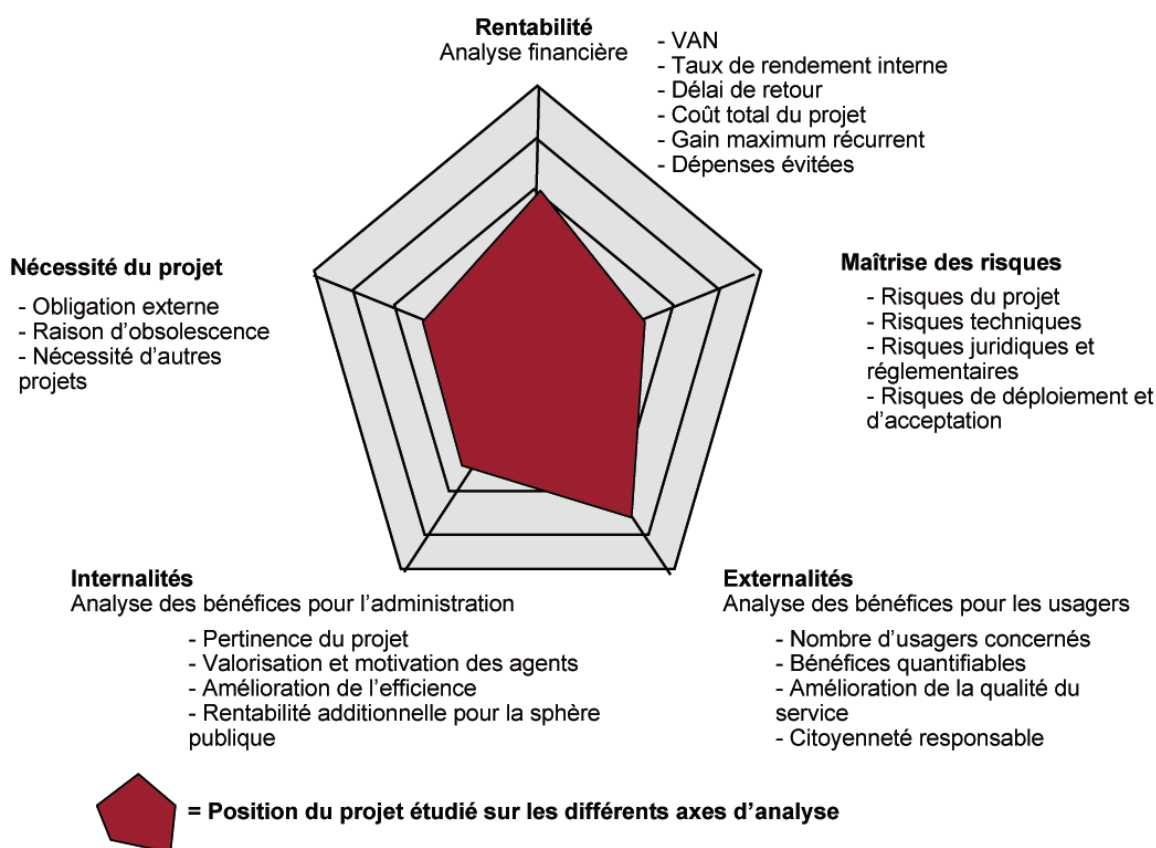 Rentabilité
Analyse financière
- VAN
- Taux de rendement interne
- Délai de retour
- Coût total du projet
- Gain maximum récurrent
- Dépenses évitées
Nécessité du projet
- Obligation externe
- Raison d'obsolescence
- Nécessité d'autres
projets
Maîtrise des risques
- Risques du projet
- Risques techniques
- Risques juridiques et
réglementaires
- Risques de déploiement et
d'acceptation
Internalités
Analyse des bénéfices pour l'administration
- Pertinence du projet
- Valorisation et motivation des agents
- Amélioration de l'efficience
- Rentabilité additionnelle pour la sphère
publique
Externalités
Analyse des bénéfices pour les usagers
- Nombre d'usagers concernés
- Bénéfices quantifiables
- Amélioration de la qualité du
service
- Citoyenneté responsable
= Position du projet étudié sur les différents axes d'analyse